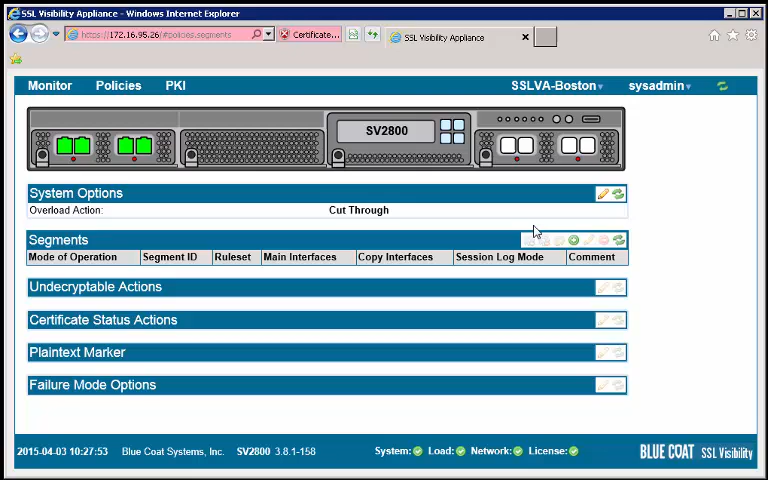 SSL Visibility Appliance - Windows Internet Explorer
https://172.16.95.26/#policies.segments
Certificate...
SSL Visibility Appliance
Monitor Policies PKI SSLVA-Boston sysadmin
SV2800
System Options
Overload Action: Cut Through
Segments
Mode of Operation Segment ID Ruleset Main Interfaces Copy Interfaces Session Log Mode Comment
Undecryptable Actions
Certificate Status Actions
Plaintext Marker
Failure Mode Options
2015-04-03 10:27:53 Blue Coat Systems, Inc. SV2800 3.8.1-158 System: Load: Network: License: BLUE COAT SSL Visibility